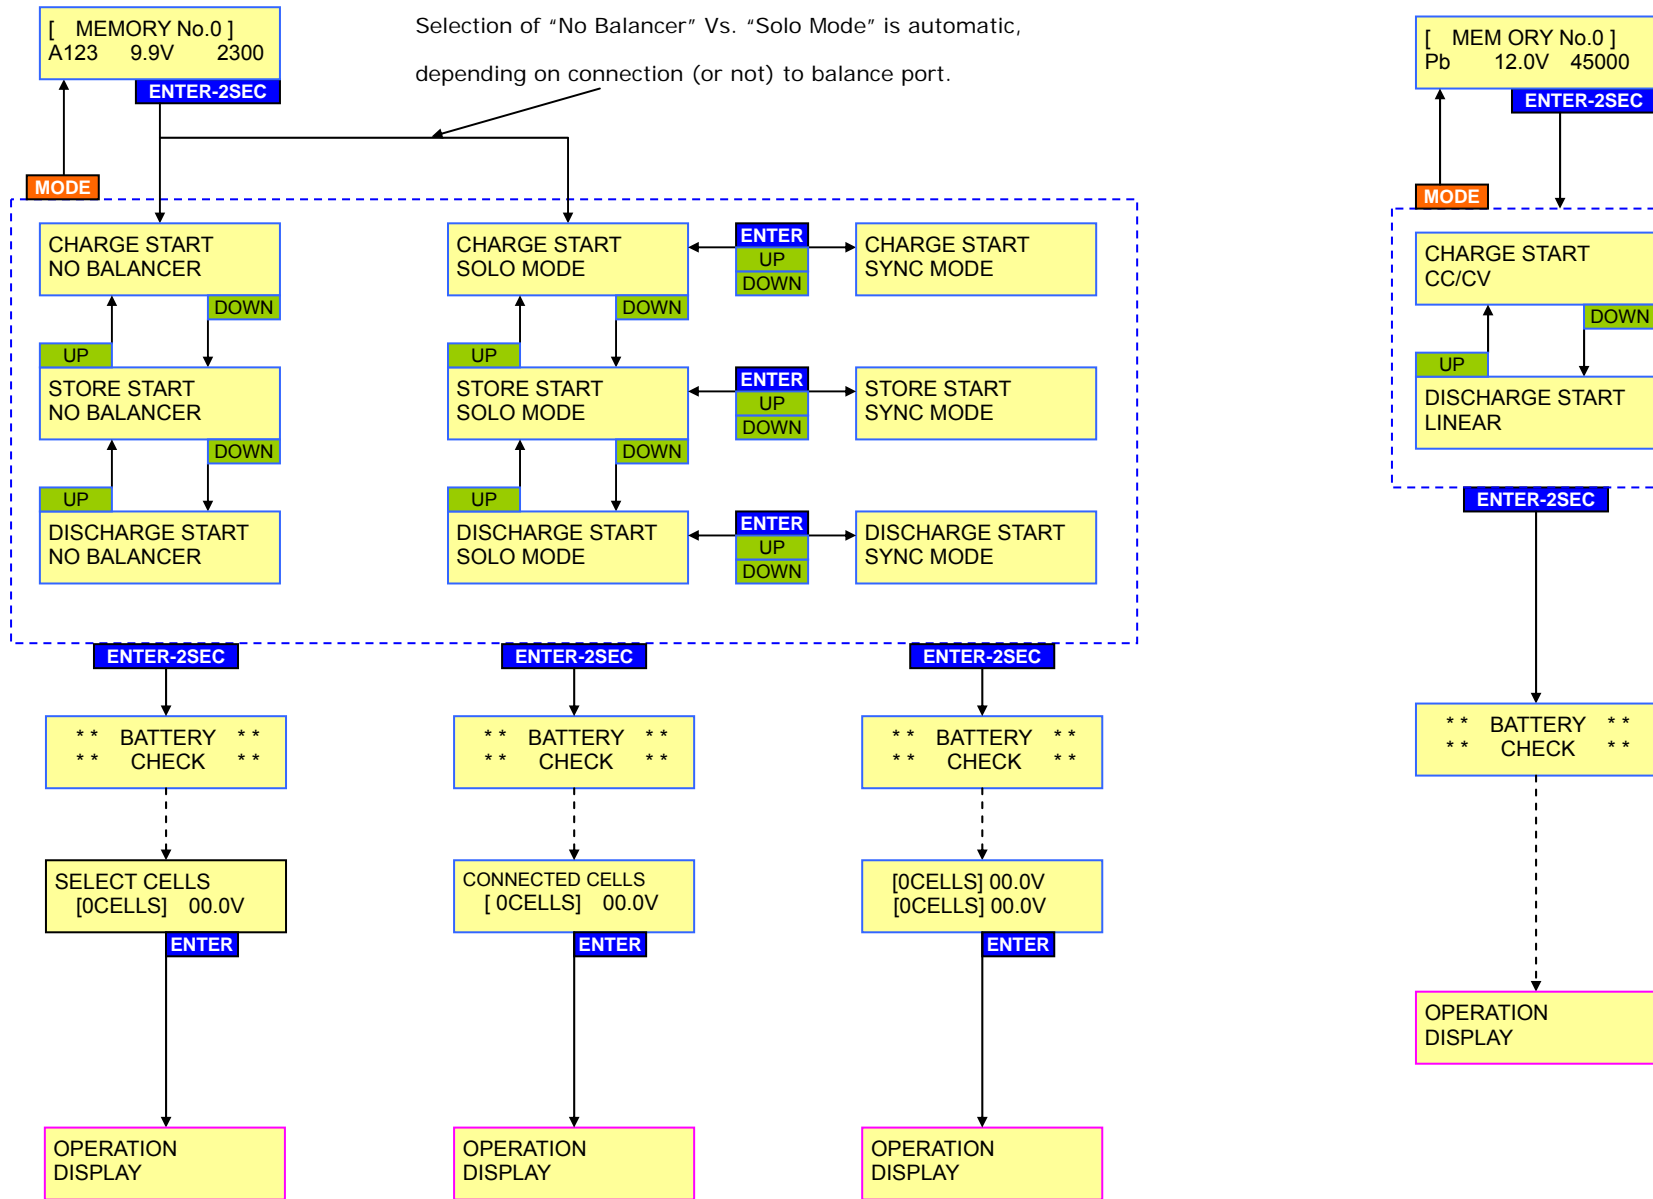 [ MEMORY No.0 ]
A123 9.9V 2300
ENTER-2SEC
Selection of “No Balancer” Vs. “Solo Mode” is automatic,
depending on connection (or not) to balance port.
MODE
CHARGE START
NO BALANCER
DOWN
UP
STORE START
NO BALANCER
DOWN
UP
DISCHARGE START
NO BALANCER
CHARGE START
SOLO MODE
DOWN
UP
STORE START
SOLO MODE
DOWN
UP
DISCHARGE START
SOLO MODE
ENTER
UP
DOWN
ENTER
UP
DOWN
ENTER
UP
DOWN
CHARGE START
SYNC MODE
STORE START
SYNC MODE
DISCHARGE START
SYNC MODE
ENTER-2SEC
** BATTERY **
** CHECK **
SELECT CELLS
[0CELLS] 00.0V
ENTER
OPERATION
DISPLAY
ENTER-2SEC
** BATTERY **
** CHECK **
CONNECTED CELLS
[ 0CELLS] 00.0V
ENTER
OPERATION
DISPLAY
ENTER-2SEC
** BATTERY **
** CHECK **
[0CELLS] 00.0V
[0CELLS] 00.0V
ENTER
OPERATION
DISPLAY
[ MEM ORY No.0 ]
Pb 12.0V 45000
ENTER-2SEC
MODE
CHARGE START
CC/CV
DOWN
UP
DISCHARGE START
LINEAR
ENTER-2SEC
** BATTERY **
** CHECK **
OPERATION
DISPLAY